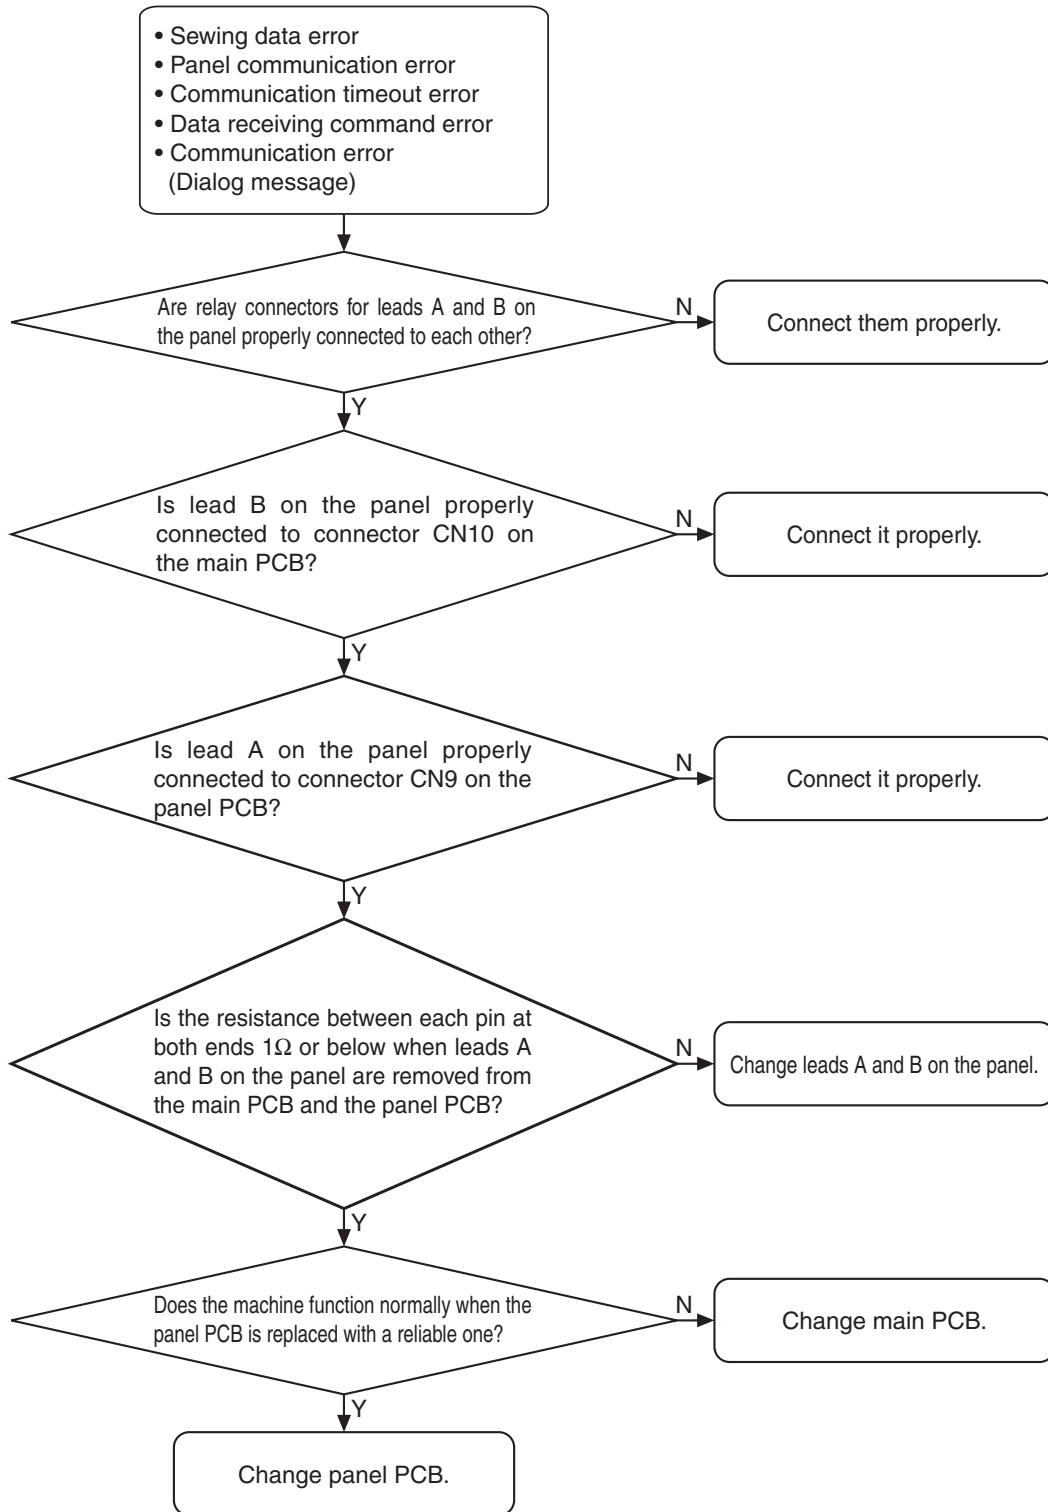 • Sewing data error
• Panel communication error
• Communication timeout error
• Data receiving command error
• Communication error
(Dialog message)
Are relay connectors for leads A and B on
the panel properly connected to each other?
N
Connect them properly.
Y
Is lead B on the panel properly
connected to connector CN10 on
the main PCB?
N
Connect it properly.
Y
Is lead A on the panel properly
connected to connector CN9 on the
panel PCB?
N
Connect it properly.
Y
Is the resistance between each pin at
both ends 1Ω or below when leads A
and B on the panel are removed from
the main PCB and the panel PCB?
N
Change leads A and B on the panel.
Y
Does the machine function normally when the
panel PCB is replaced with a reliable one?
N
Change main PCB.
Y
Change panel PCB.